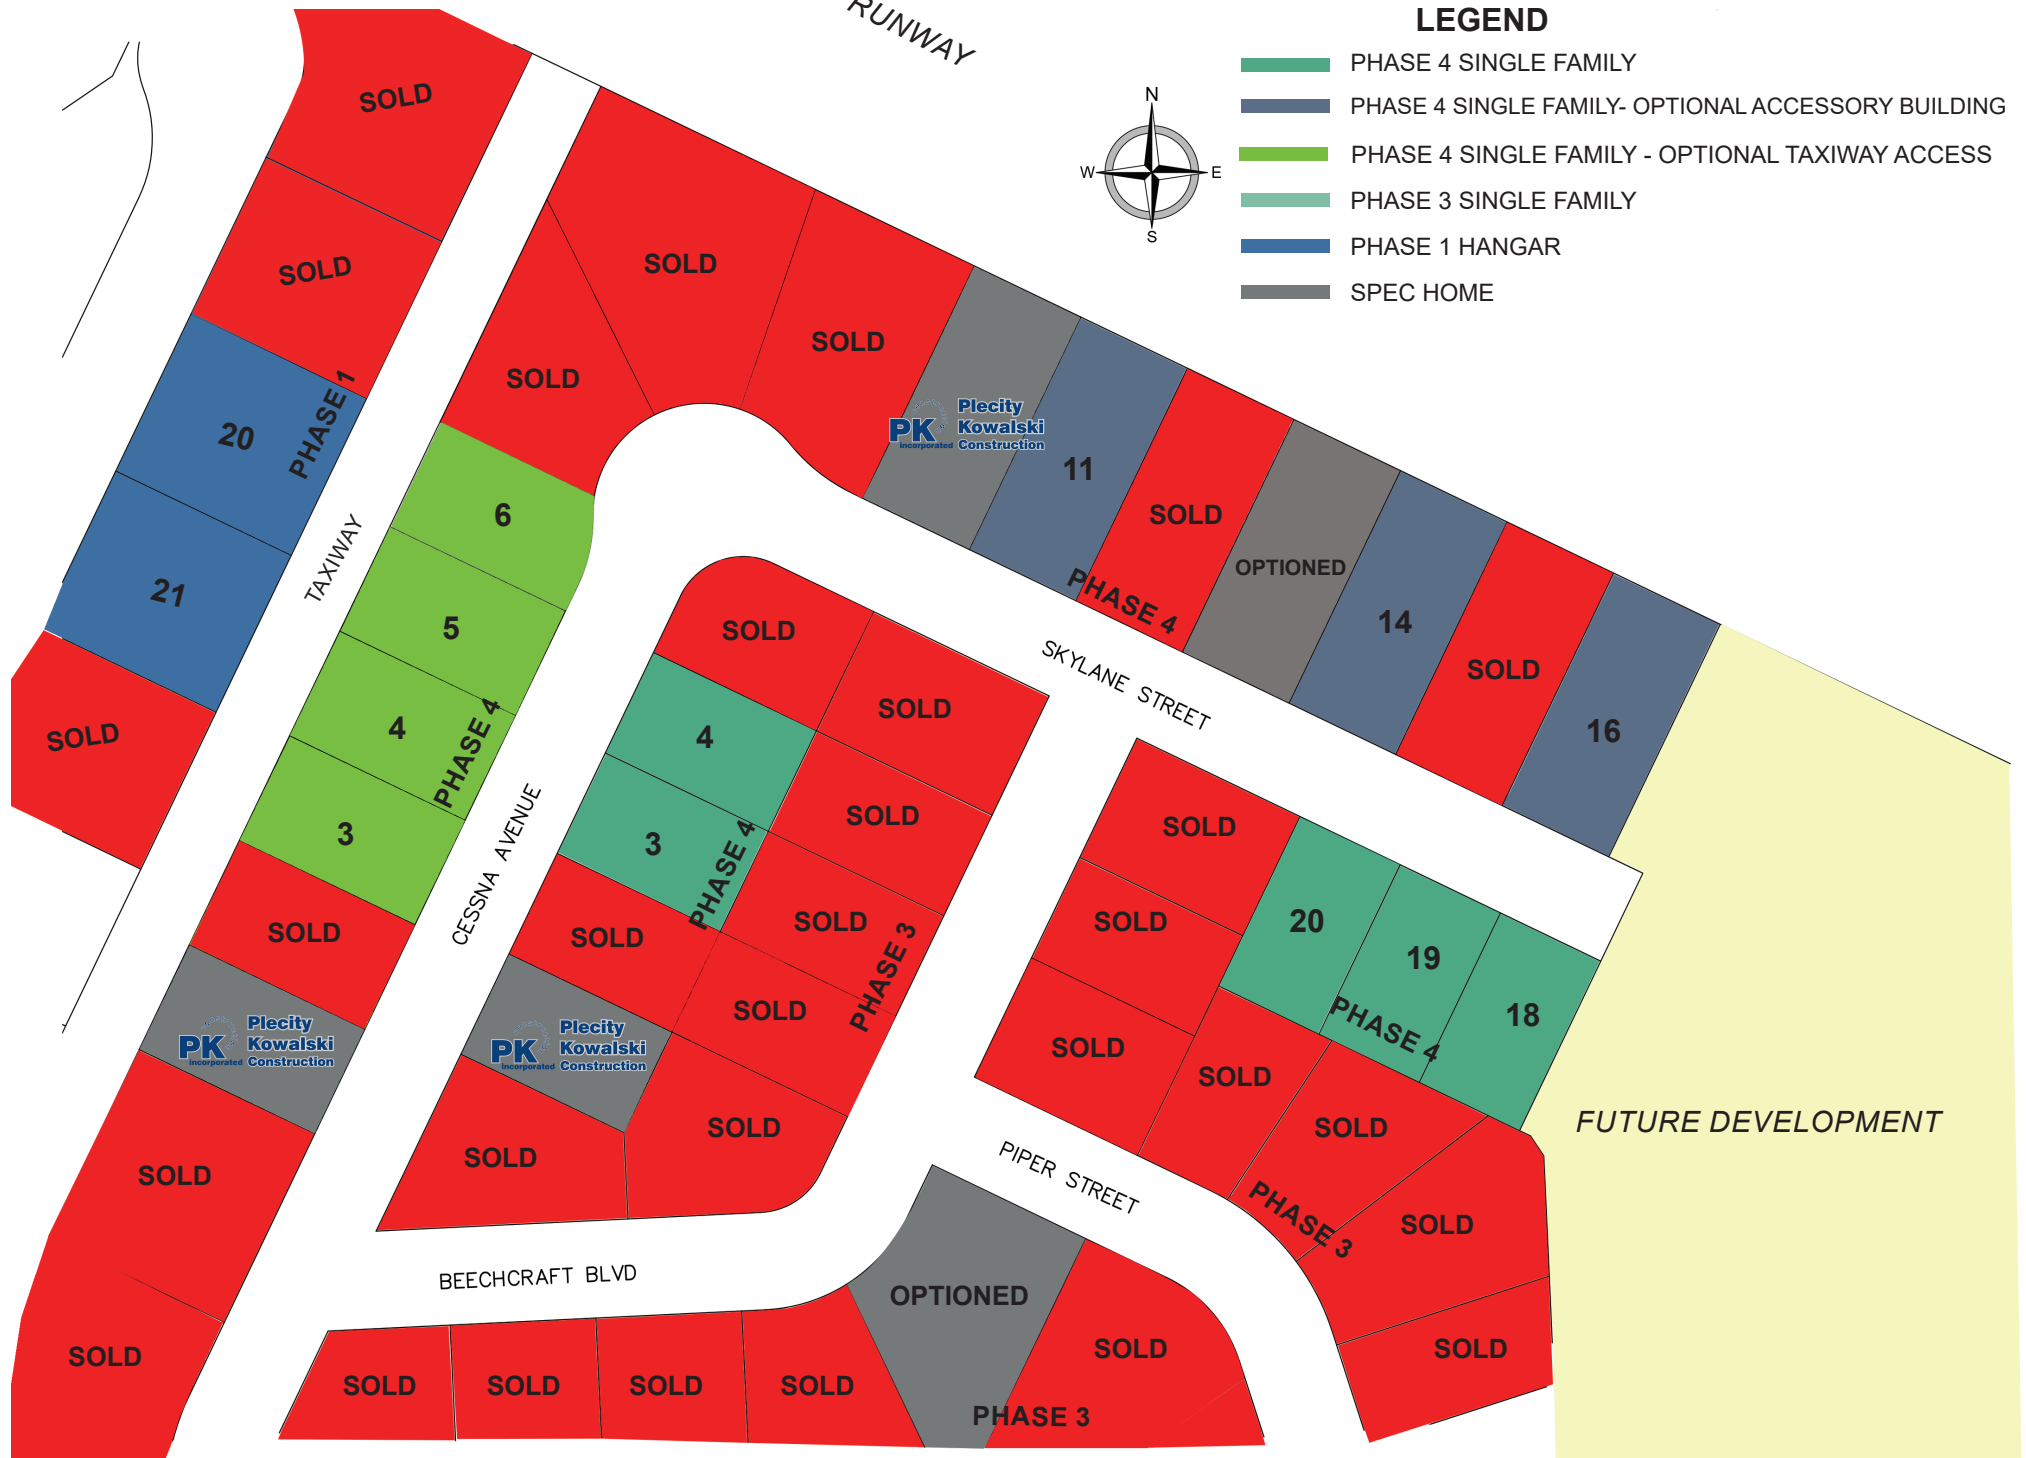 RUNWAY
LEGEND
PHASE 4 SINGLE FAMILY
PHASE 4 SINGLE FAMILY- OPTIONAL ACCESSORY BUILDING
PHASE 4 SINGLE FAMILY - OPTIONAL TAXIWAY ACCESS
PHASE 3 SINGLE FAMILY
PHASE 1 HANGAR
SPEC HOME
N
W
E
S
SOLD
SOLD
20
PHASE 1
21
SOLD
TAXIWAY
SOLD
SOLD
SOLD
PK
incorporated
Plecity
Kowalski
Construction
11
SOLD
OPTIONED
14
SOLD
16
PHASE 4
SKYLANE STREET
6
5
4
3
PHASE 4
SOLD
PK
incorporated
Plecity
Kowalski
Construction
SOLD
SOLD
CESSNA AVENUE
SOLD
SOLD
4
SOLD
3
PHASE 4
SOLD
SOLD
PHASE 3
SOLD
PK
incorporated
Plecity
Kowalski
Construction
SOLD
SOLD
SOLD
SOLD
SOLD
20
19
18
PHASE 4
SOLD
SOLD
SOLD
PHASE 3
SOLD
SOLD
FUTURE DEVELOPMENT
PIPER STREET
BEECHCRAFT BLVD
OPTIONED
SOLD
SOLD
SOLD
SOLD
SOLD
PHASE 3